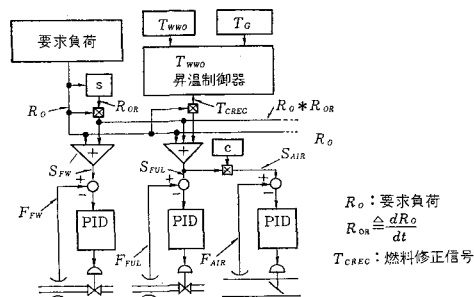 要求負荷
T_WWO
T_G
T_WWO
昇温制御器
s
R_O
R_OR
T_CREG
R_O * R_OR
R_O
+
+
S_FW
S_FUL
c
S_AIR
+
−
+
−
+
−
F_FW
PID
F_FUL
PID
F_AIR
PID
R_O：要求負荷
R_OR ≜ dR_O/dt
T_CREG：燃料修正信号